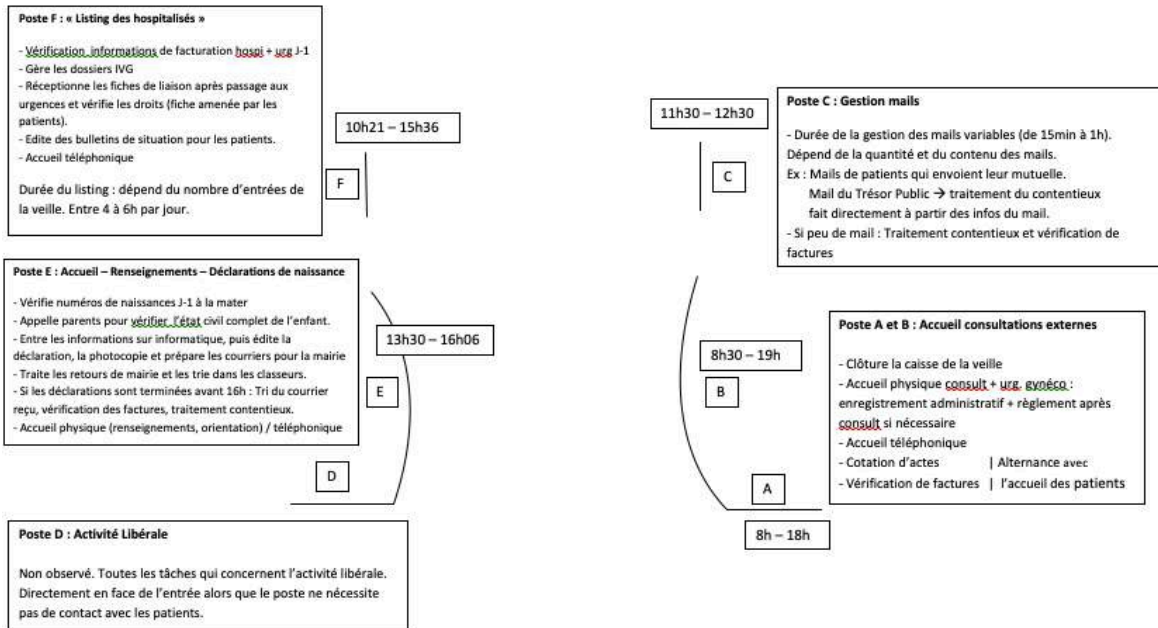 Poste F : « Listing des hospitalisés »
- Vérification informations de facturation hospi + urg J-1
- Gère les dossiers IVG
- Réceptionne les fiches de liaison après passage aux
urgences et vérifie les droits (fiche amenée par les
patients).
- Edite des bulletins de situation pour les patients.
- Accueil téléphonique
Durée du listing : dépend du nombre d'entrées de
la veille. Entre 4 à 6h par jour.
10h21 – 15h36
F
11h30 – 12h30
C
Poste C : Gestion mails
- Durée de la gestion des mails variables (de 15min à 1h).
Dépend de la quantité et du contenu des mails.
Ex : Mails de patients qui envoient leur mutuelle.
Mail du Trésor Public → traitement du contentieux
fait directement à partir des infos du mail.
- Si peu de mail : Traitement contentieux et vérification de
factures
Poste E : Accueil – Renseignements – Déclarations de naissance
- Vérifie numéros de naissances J-1 à la mater
- Appelle parents pour vérifier l'état civil complet de l'enfant.
- Entre les informations sur informatique, puis édite la
déclaration, la photocopie et prépare les courriers pour la mairie
- Traite les retours de mairie et les trie dans les classeurs.
- Si les déclarations sont terminées avant 16h : Tri du courrier
reçu, vérification des factures, traitement contentieux.
- Accueil physique (renseignements, orientation) / téléphonique
13h30 – 16h06
E
D
8h30 – 19h
B
A
8h – 18h
Poste A et B : Accueil consultations externes
- Clôture la caisse de la veille
- Accueil physique consult + urg. gynéco :
enregistrement administratif + règlement après
consult si nécessaire
- Accueil téléphonique
- Cotation d'actes | Alternance avec
- Vérification de factures | l'accueil des patients
Poste D : Activité Libérale
Non observé. Toutes les tâches qui concernent l'activité libérale.
Directement en face de l'entrée alors que le poste ne nécessite
pas de contact avec les patients.